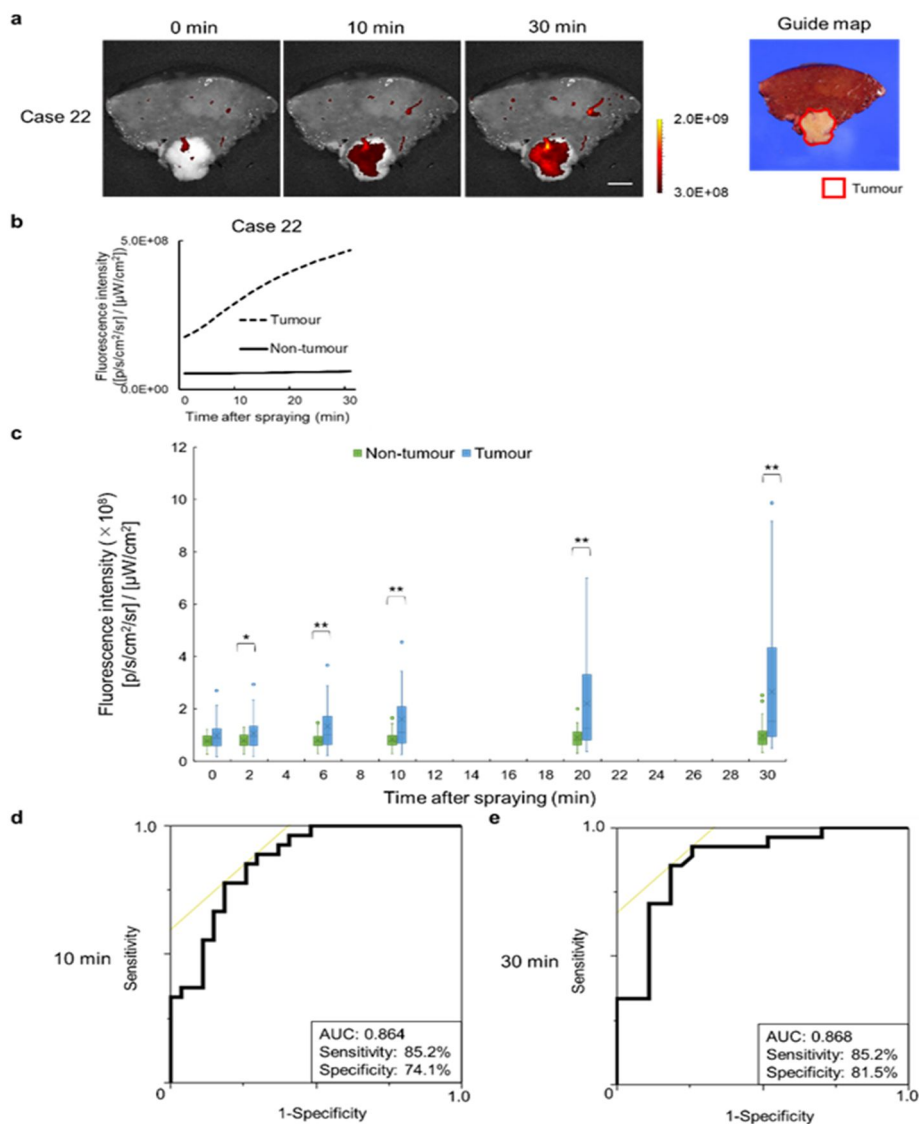 a
0 min 10 min 30 min Guide map
Case 22
2.0E+09
3.0E+08
Tumour
b
Case 22
Fluorescence intensity
([p/s/cm²/sr] / [µW/cm²])
5.0E+08
0.0E+00
Tumour
Non-tumour
0 10 20 30
Time after spraying (min)
c
Non-tumour Tumour
Fluorescence intensity (× 10⁸)
[p/s/cm²/sr] / [µW/cm²]
12
10
8
6
4
2
0
* ** ** ** **
0 2 4 6 8 10 12 14 16 18 20 22 24 26 28 30
Time after spraying (min)
d
10 min
Sensitivity
1.0
AUC: 0.864
Sensitivity: 85.2%
Specificity: 74.1%
0 1.0
1-Specificity
e
30 min
Sensitivity
1.0
AUC: 0.868
Sensitivity: 85.2%
Specificity: 81.5%
0 1.0
1-Specificity